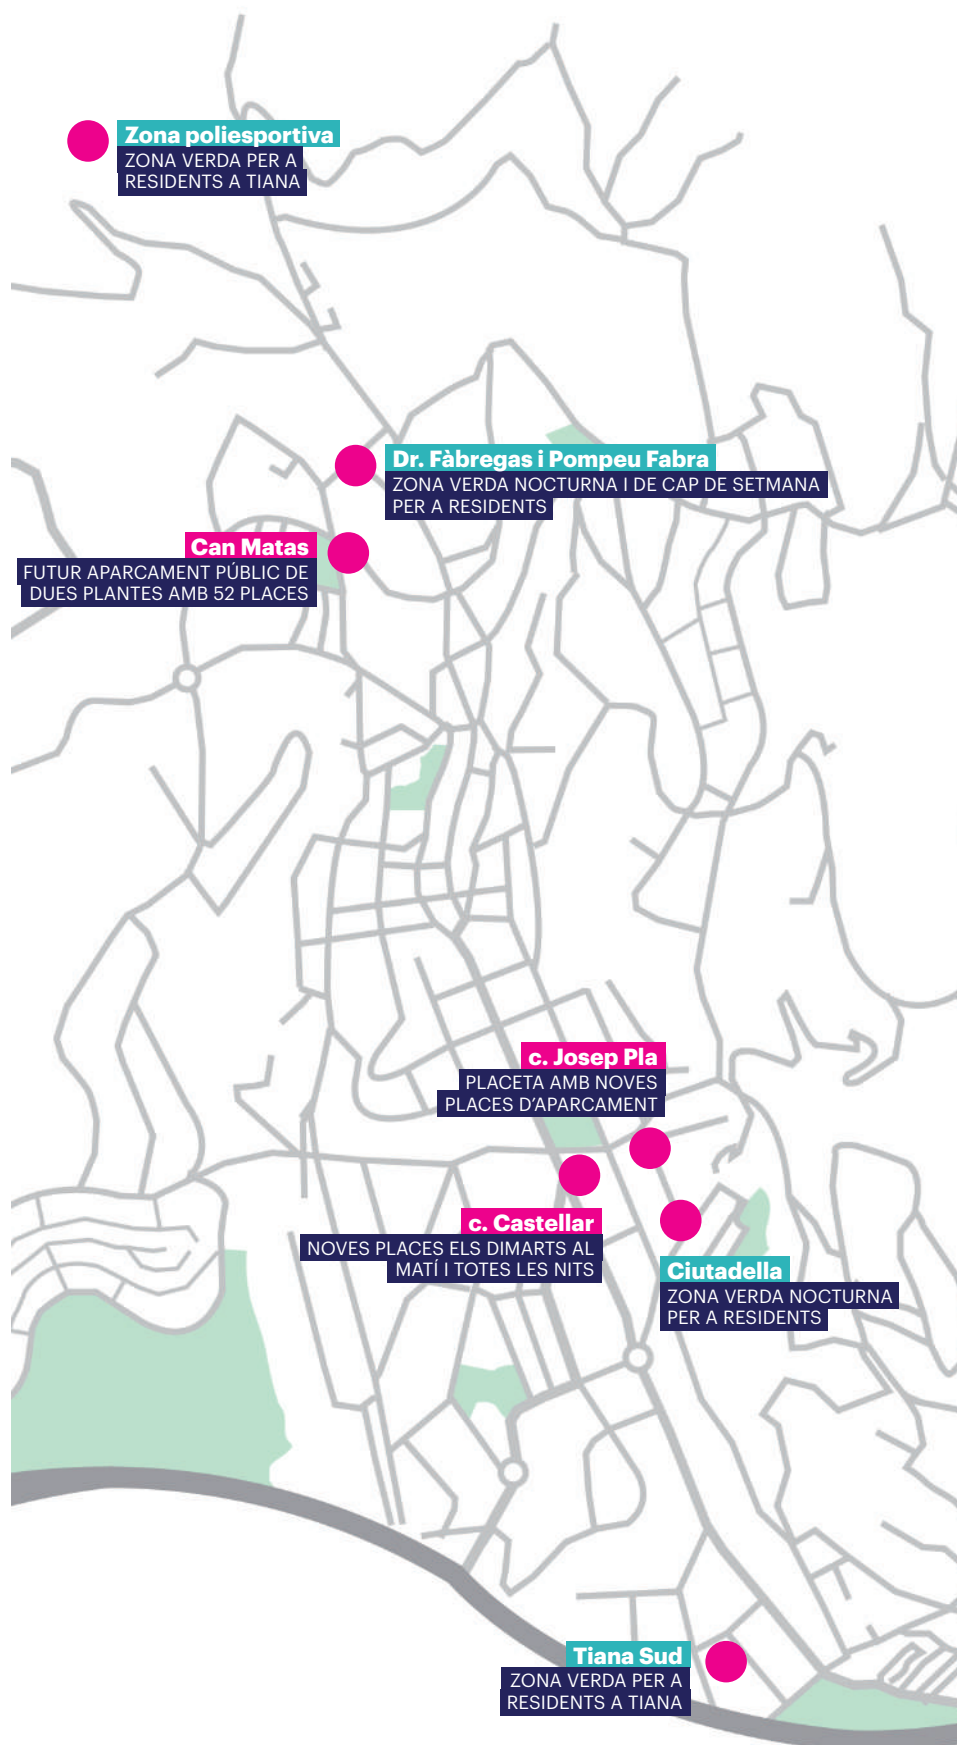 Zona poliesportiva
ZONA VERDA PER A
RESIDENTS A TIANA
Dr. Fàbregas i Pompeu Fabra
ZONA VERDA NOCTURNA I DE CAP DE SETMANA
PER A RESIDENTS
Can Matas
FUTUR APARCAMENT PÚBLIC DE
DUES PLANTES AMB 52 PLACES
c. Josep Pla
PLACETA AMB NOVES
PLACES D’APARCAMENT
c. Castellar
NOVES PLACES ELS DIMARTS AL
MATÍ I TOTES LES NITS
Ciutadella
ZONA VERDA NOCTURNA
PER A RESIDENTS
Tiana Sud
ZONA VERDA PER A
RESIDENTS A TIANA